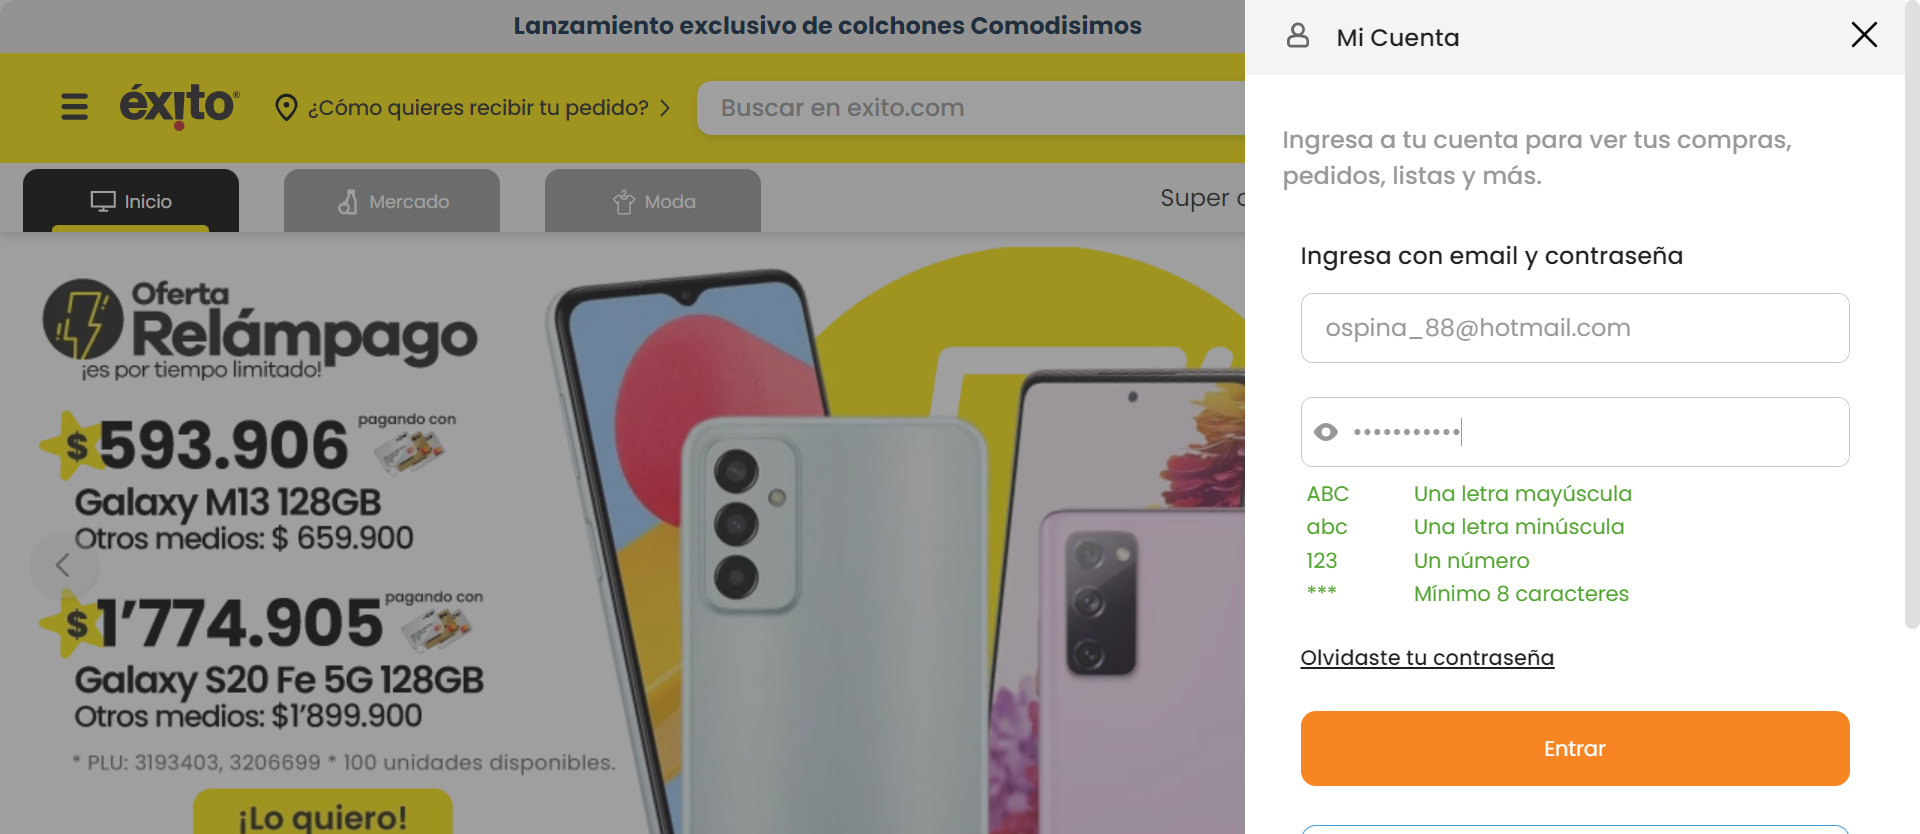 Lanzamiento exclusivo de colchones Comodisimos
éxito®
¿Cómo quieres recibir tu pedido?
Buscar en exito.com
Inicio
Mercado
Moda
Super
Oferta
Relámpago
¡es por tiempo limitado!
$593.906
pagando con
Galaxy M13 128GB
Otros medios: $ 659.900
$1’774.905
pagando con
Galaxy S20 Fe 5G 128GB
Otros medios: $1’899.900
* PLU: 3193403, 3206699 * 100 unidades disponibles.
¡Lo quiero!
Mi Cuenta
Ingresa a tu cuenta para ver tus compras,
pedidos, listas y más.
Ingresa con email y contraseña
ospina_88@hotmail.com
•••••••••••
ABC Una letra mayúscula
abc Una letra minúscula
123 Un número
*** Mínimo 8 caracteres
Olvidaste tu contraseña
Entrar